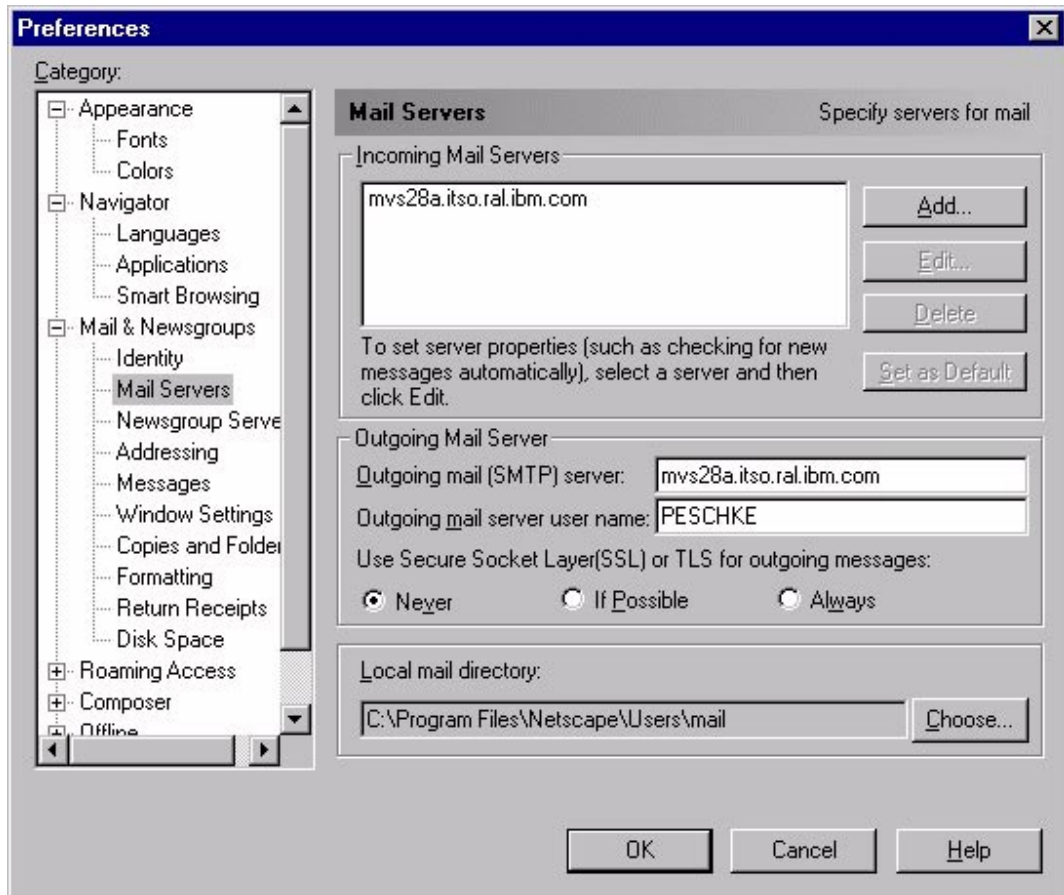 Preferences
Category:
Appearance
Fonts
Colors
Navigator
Languages
Applications
Smart Browsing
Mail & Newsgroups
Identity
Mail Servers
Newsgroup Serve
Addressing
Messages
Window Settings
Copies and Folder
Formatting
Return Receipts
Disk Space
Roaming Access
Composer
Offline
Mail Servers
Specify servers for mail
Incoming Mail Servers
mvs28a.itso.ral.ibm.com
Add...
Edit...
Delete
Set as Default
To set server properties (such as checking for new
messages automatically), select a server and then
click Edit.
Outgoing Mail Server
Outgoing mail (SMTP) server: mvs28a.itso.ral.ibm.com
Outgoing mail server user name: PESCHKE
Use Secure Socket Layer(SSL) or TLS for outgoing messages:
Never If Possible Always
Local mail directory:
C:\Program Files\Netscape\Users\mail
Choose...
OK Cancel Help